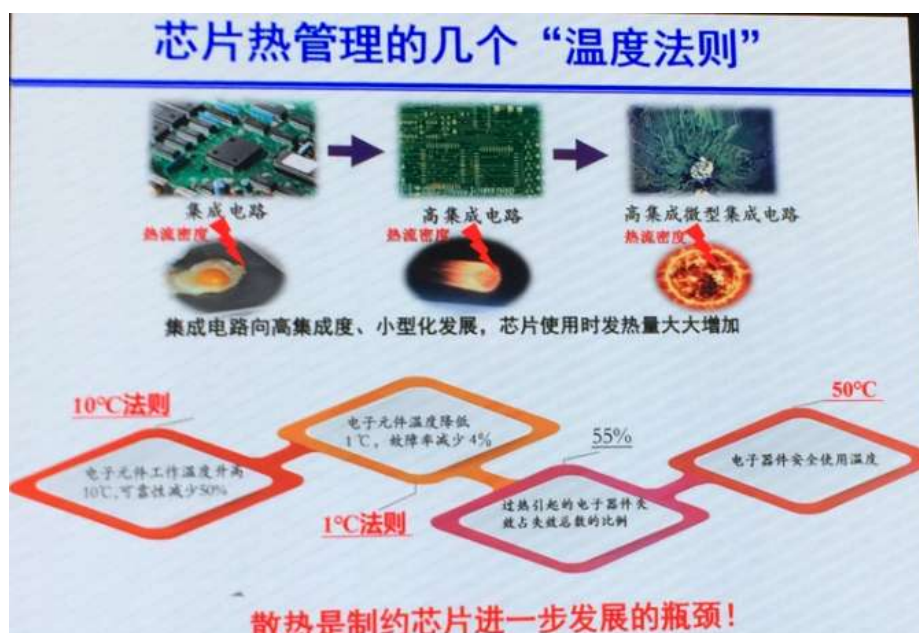 芯片热管理的几个“温度法则”
集成电路
高集成电路
高集成微型集成电路
热流密度
热流密度
热流密度
集成电路向高集成度、小型化发展，芯片使用时发热量大大增加
10℃法则
电子元件工作温度升高
10℃,可靠性减少50%
电子元件温度降低
1℃，故障率减少4%
1℃法则
55%
过热引起的电子器件失
效占失效总数的比例
50℃
电子器件安全使用温度
散热是制约芯片进一步发展的瓶颈！